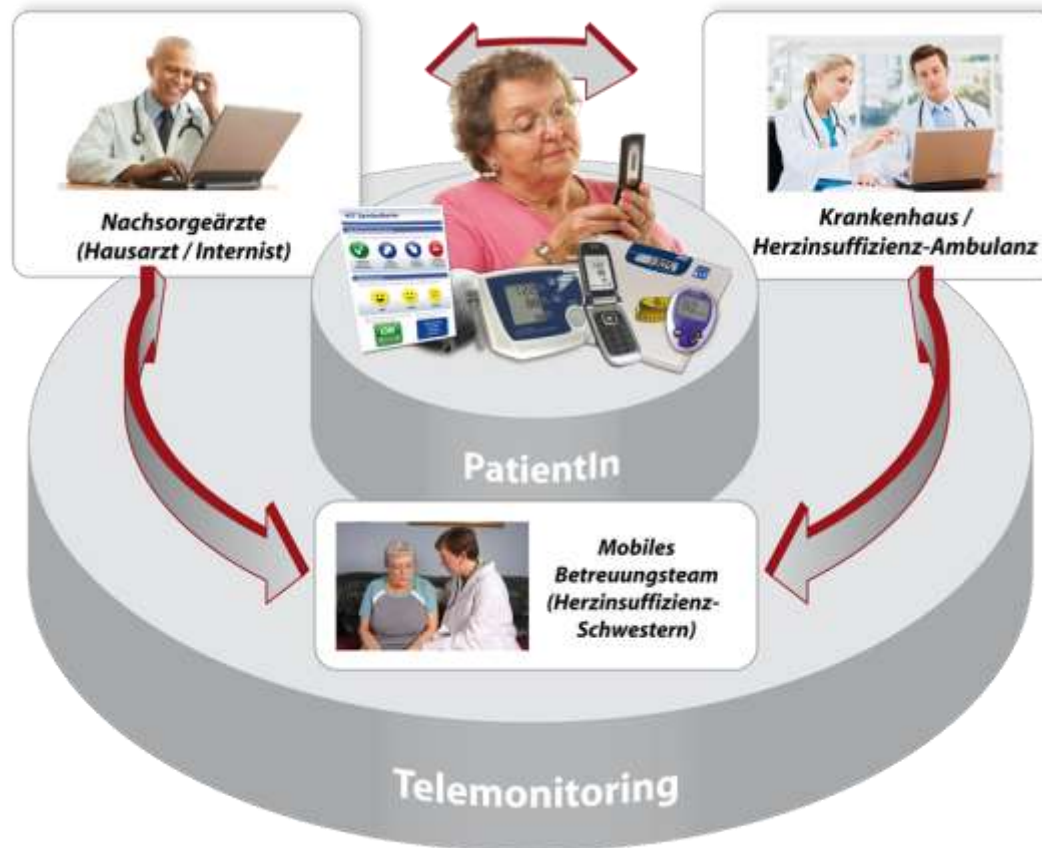 Nachsorgeärzte
(Hausarzt / Internist)
Krankenhaus /
Herzinsuffizienz-Ambulanz
PatientIn
Mobiles
Betreuungsteam
(Herzinsuffizienz-
Schwestern)
Telemonitoring